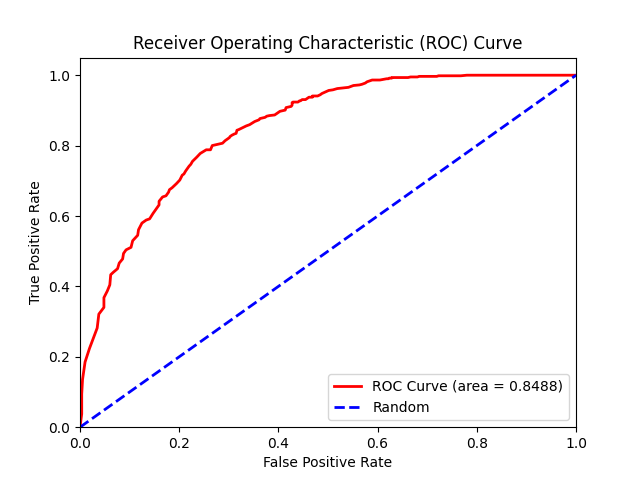 Receiver Operating Characteristic (ROC) Curve
1.0
0.8
0.6
0.4
0.2
0.0
True Positive Rate
0.0 0.2 0.4 0.6 0.8 1.0
False Positive Rate
ROC Curve (area = 0.8488)
Random